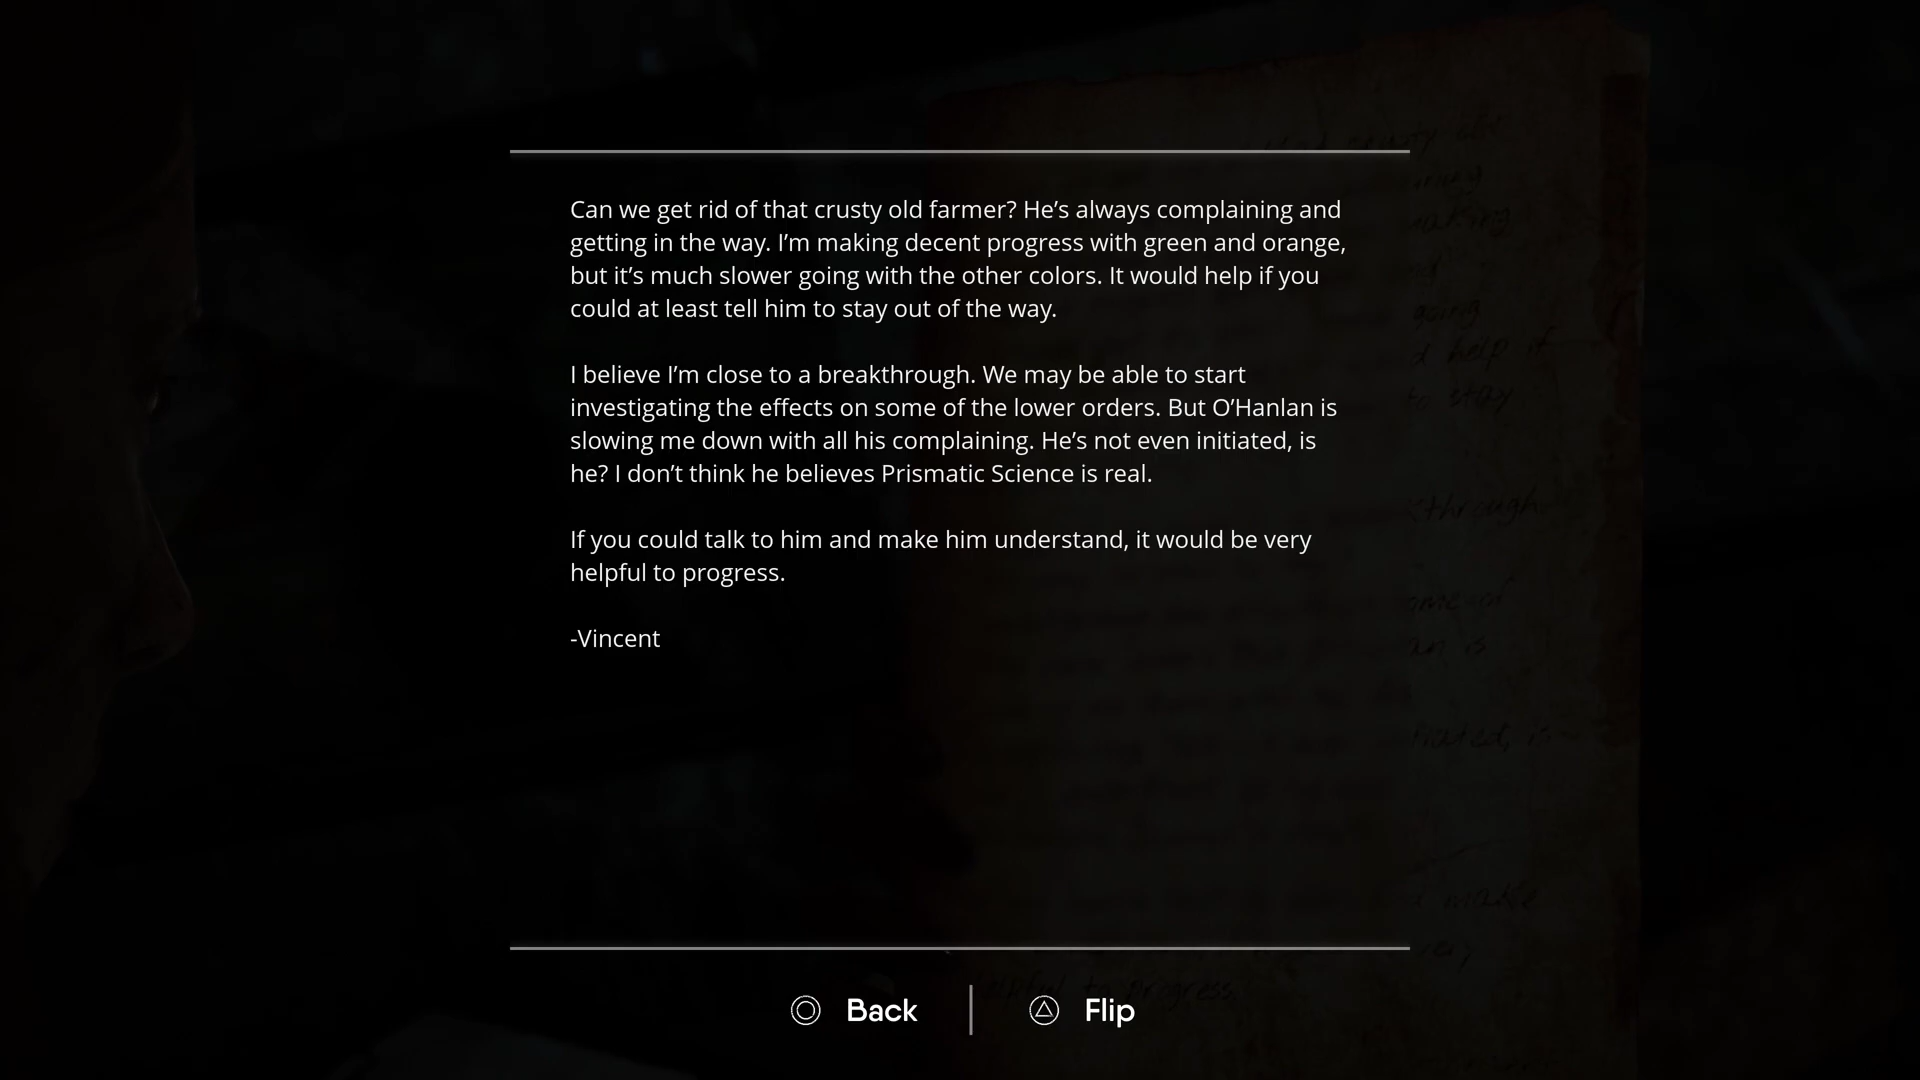 Can we get rid of that crusty old farmer? He’s always complaining and
getting in the way. I’m making decent progress with green and orange,
but it’s much slower going with the other colors. It would help if you
could at least tell him to stay out of the way.
I believe I’m close to a breakthrough. We may be able to start
investigating the effects on some of the lower orders. But O’Hanlan is
slowing me down with all his complaining. He’s not even initiated, is
he? I don’t think he believes Prismatic Science is real.
If you could talk to him and make him understand, it would be very
helpful to progress.
-Vincent
Back | Flip